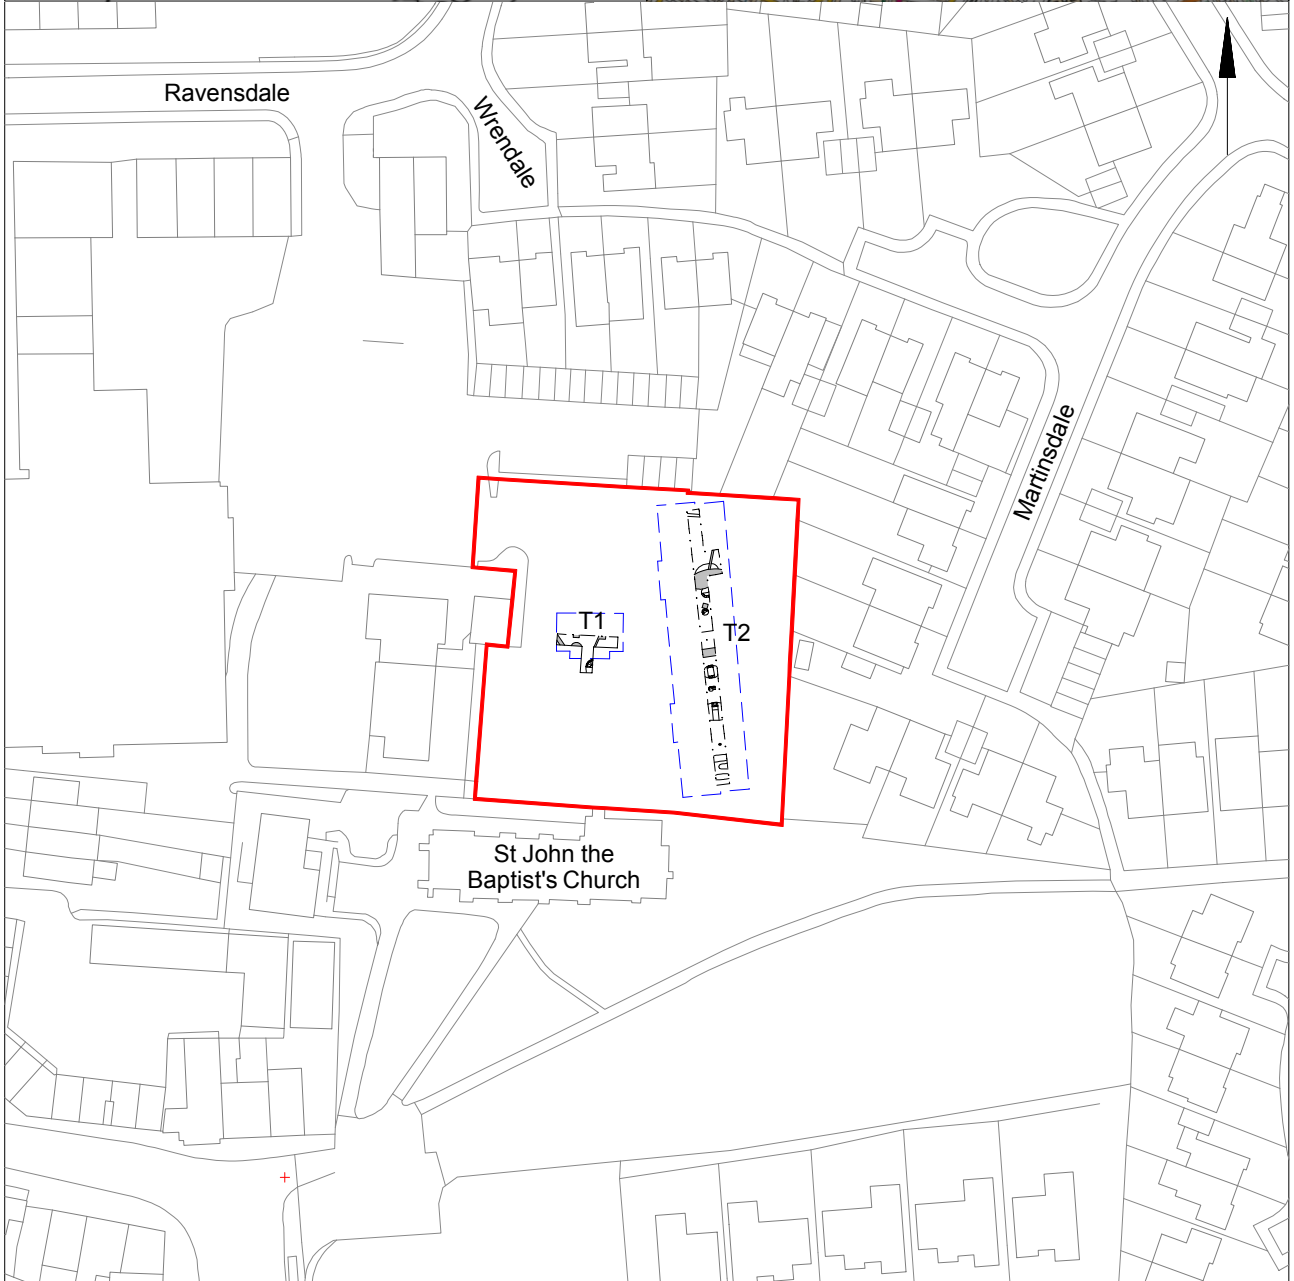 Ravensdale
Wrendale
Martinsdale
T1
T2
St John the
Baptist's Church